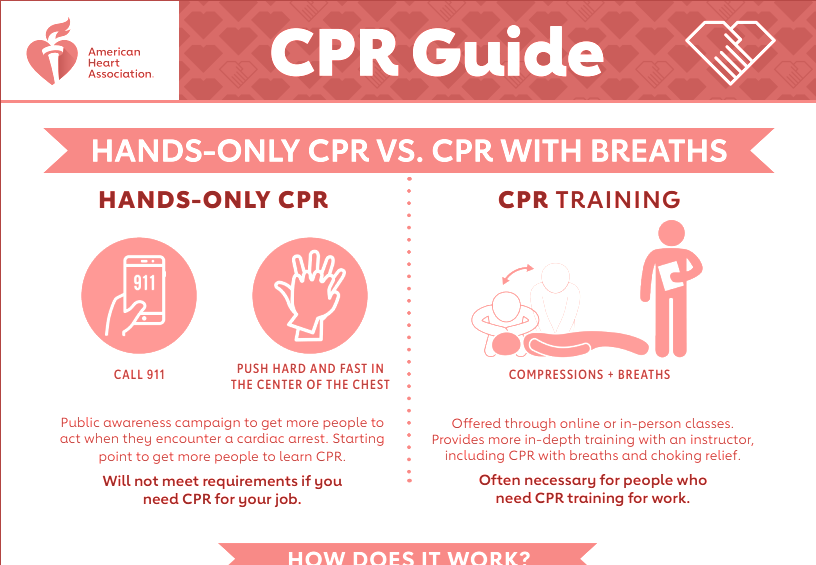 American
Heart
Association.
CPR Guide
HANDS-ONLY CPR VS. CPR WITH BREATHS
HANDS-ONLY CPR
911
CALL 911
PUSH HARD AND FAST IN
THE CENTER OF THE CHEST
Public awareness campaign to get more people to
act when they encounter a cardiac arrest. Starting
point to get more people to learn CPR.
Will not meet requirements if you
need CPR for your job.
CPR TRAINING
COMPRESSIONS + BREATHS
Offered through online or in-person classes.
Provides more in-depth training with an instructor,
including CPR with breaths and choking relief.
Often necessary for people who
need CPR training for work.
HOW DOES IT WORK?